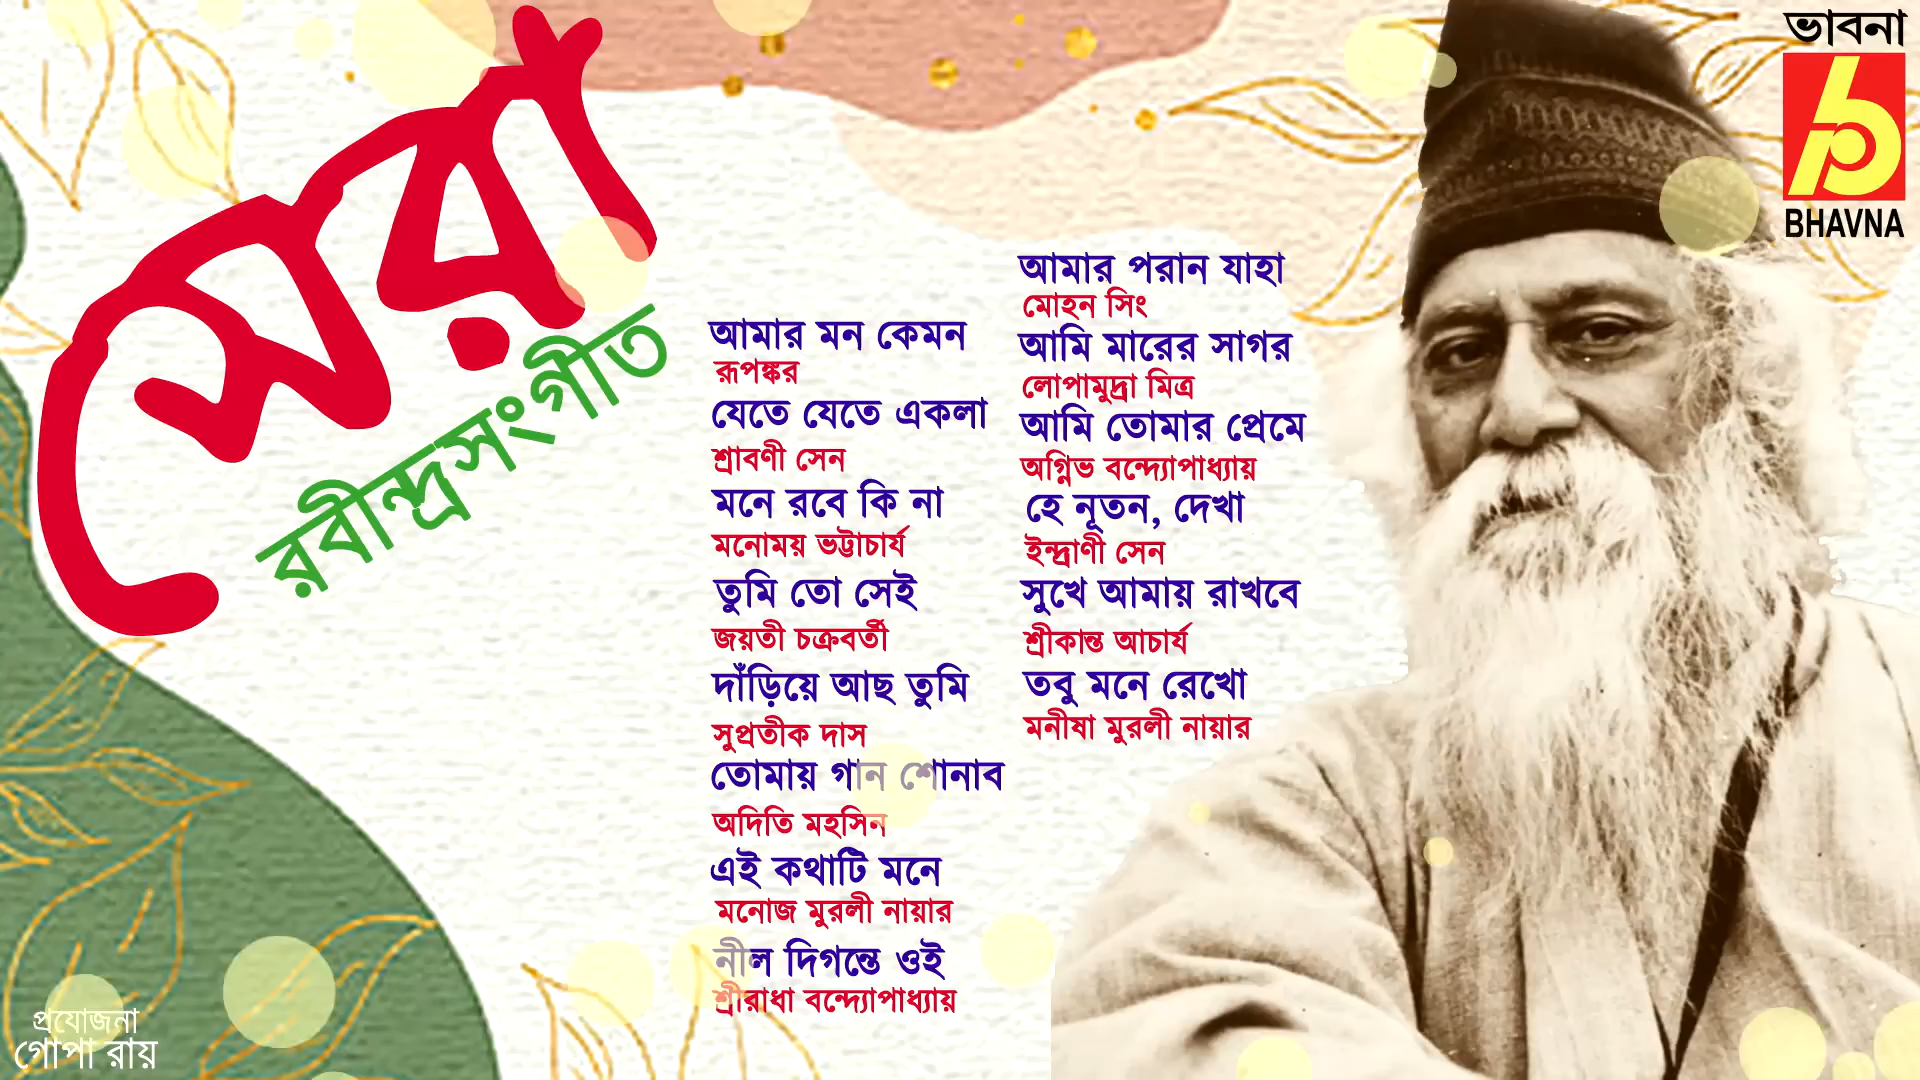 সেরা
রবীন্দ্রসংগীত
আমার মন কেমন
রূপঙ্কর
যেতে যেতে একলা
শ্রাবণী সেন
মনে রবে কি না
মনোময় ভট্টাচার্য
তুমি তো সেই
জয়তী চক্রবর্তী
দাঁড়িয়ে আছ তুমি
সুপ্রতীক দাস
তোমায় গান শোনাব
অদিতি মহসিন
এই কথাটি মনে
মনোজ মুরলী নায়ার
নীল দিগন্তে ওই
শ্রীরাধা বন্দ্যোপাধ্যায়
আমার পরান যাহা
মোহন সিং
আমি মারের সাগর
লোপামুদ্রা মিত্র
আমি তোমার প্রেমে
অগ্নিভ বন্দ্যোপাধ্যায়
হে নূতন, দেখা
ইন্দ্রাণী সেন
সুখে আমায় রাখবে
শ্রীকান্ত আচার্য
তবু মনে রেখো
মনীষা মুরলী নায়ার
ভাবনা
BHAVNA
প্রযোজনা
গোপা রায়